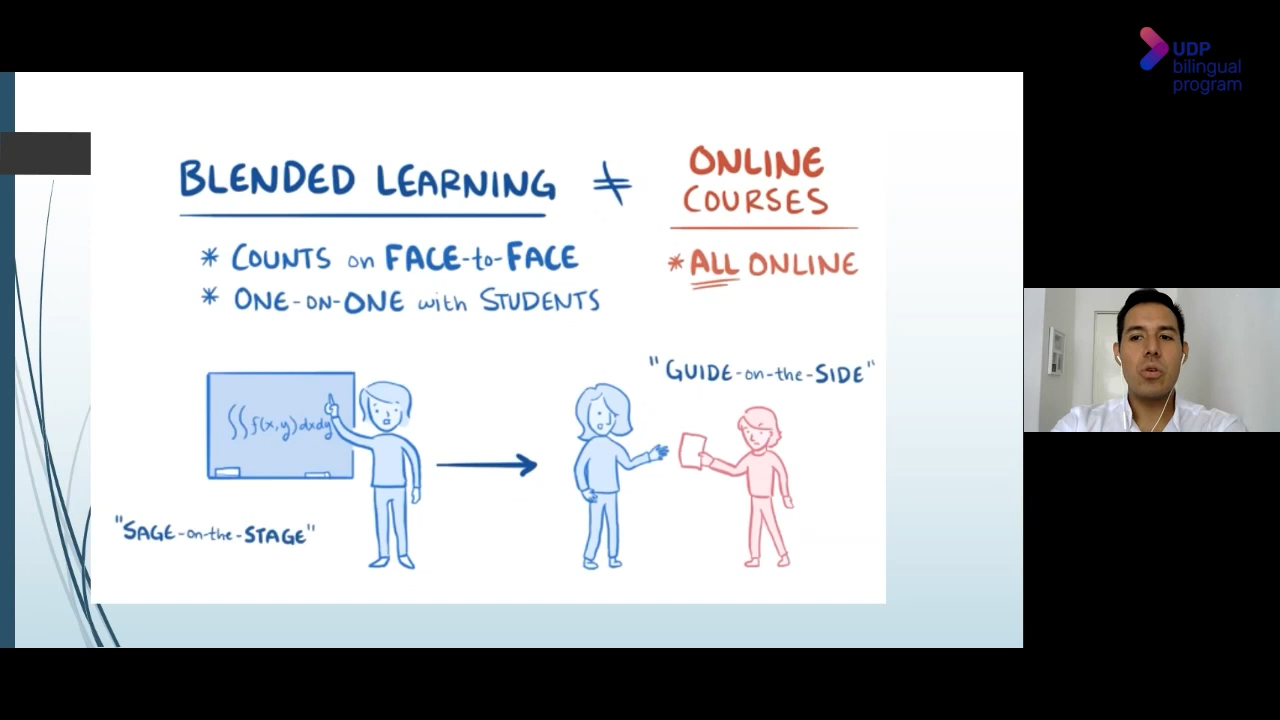 UDP
bilingual
program
BLENDED LEARNING ≠ ONLINE
COURSES
* COUNTS on FACE-to-FACE
* ONE-ON-ONE with STUDENTS
* ALL ONLINE
"GUIDE-on-the-SIDE"
∫∫f(x,y)dxdy
"SAGE-on-the-STAGE"